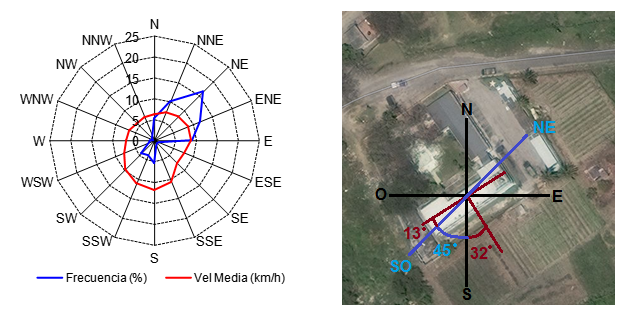 N
NNE
NE
ENE
E
ESE
SE
SSE
S
SSW
SW
WSW
W
WNW
NW
NNW
25
20
15
10
5
0
Frecuencia (%)
Vel Media (km/h)
N
NE
O
E
13°
45°
32°
SO
S